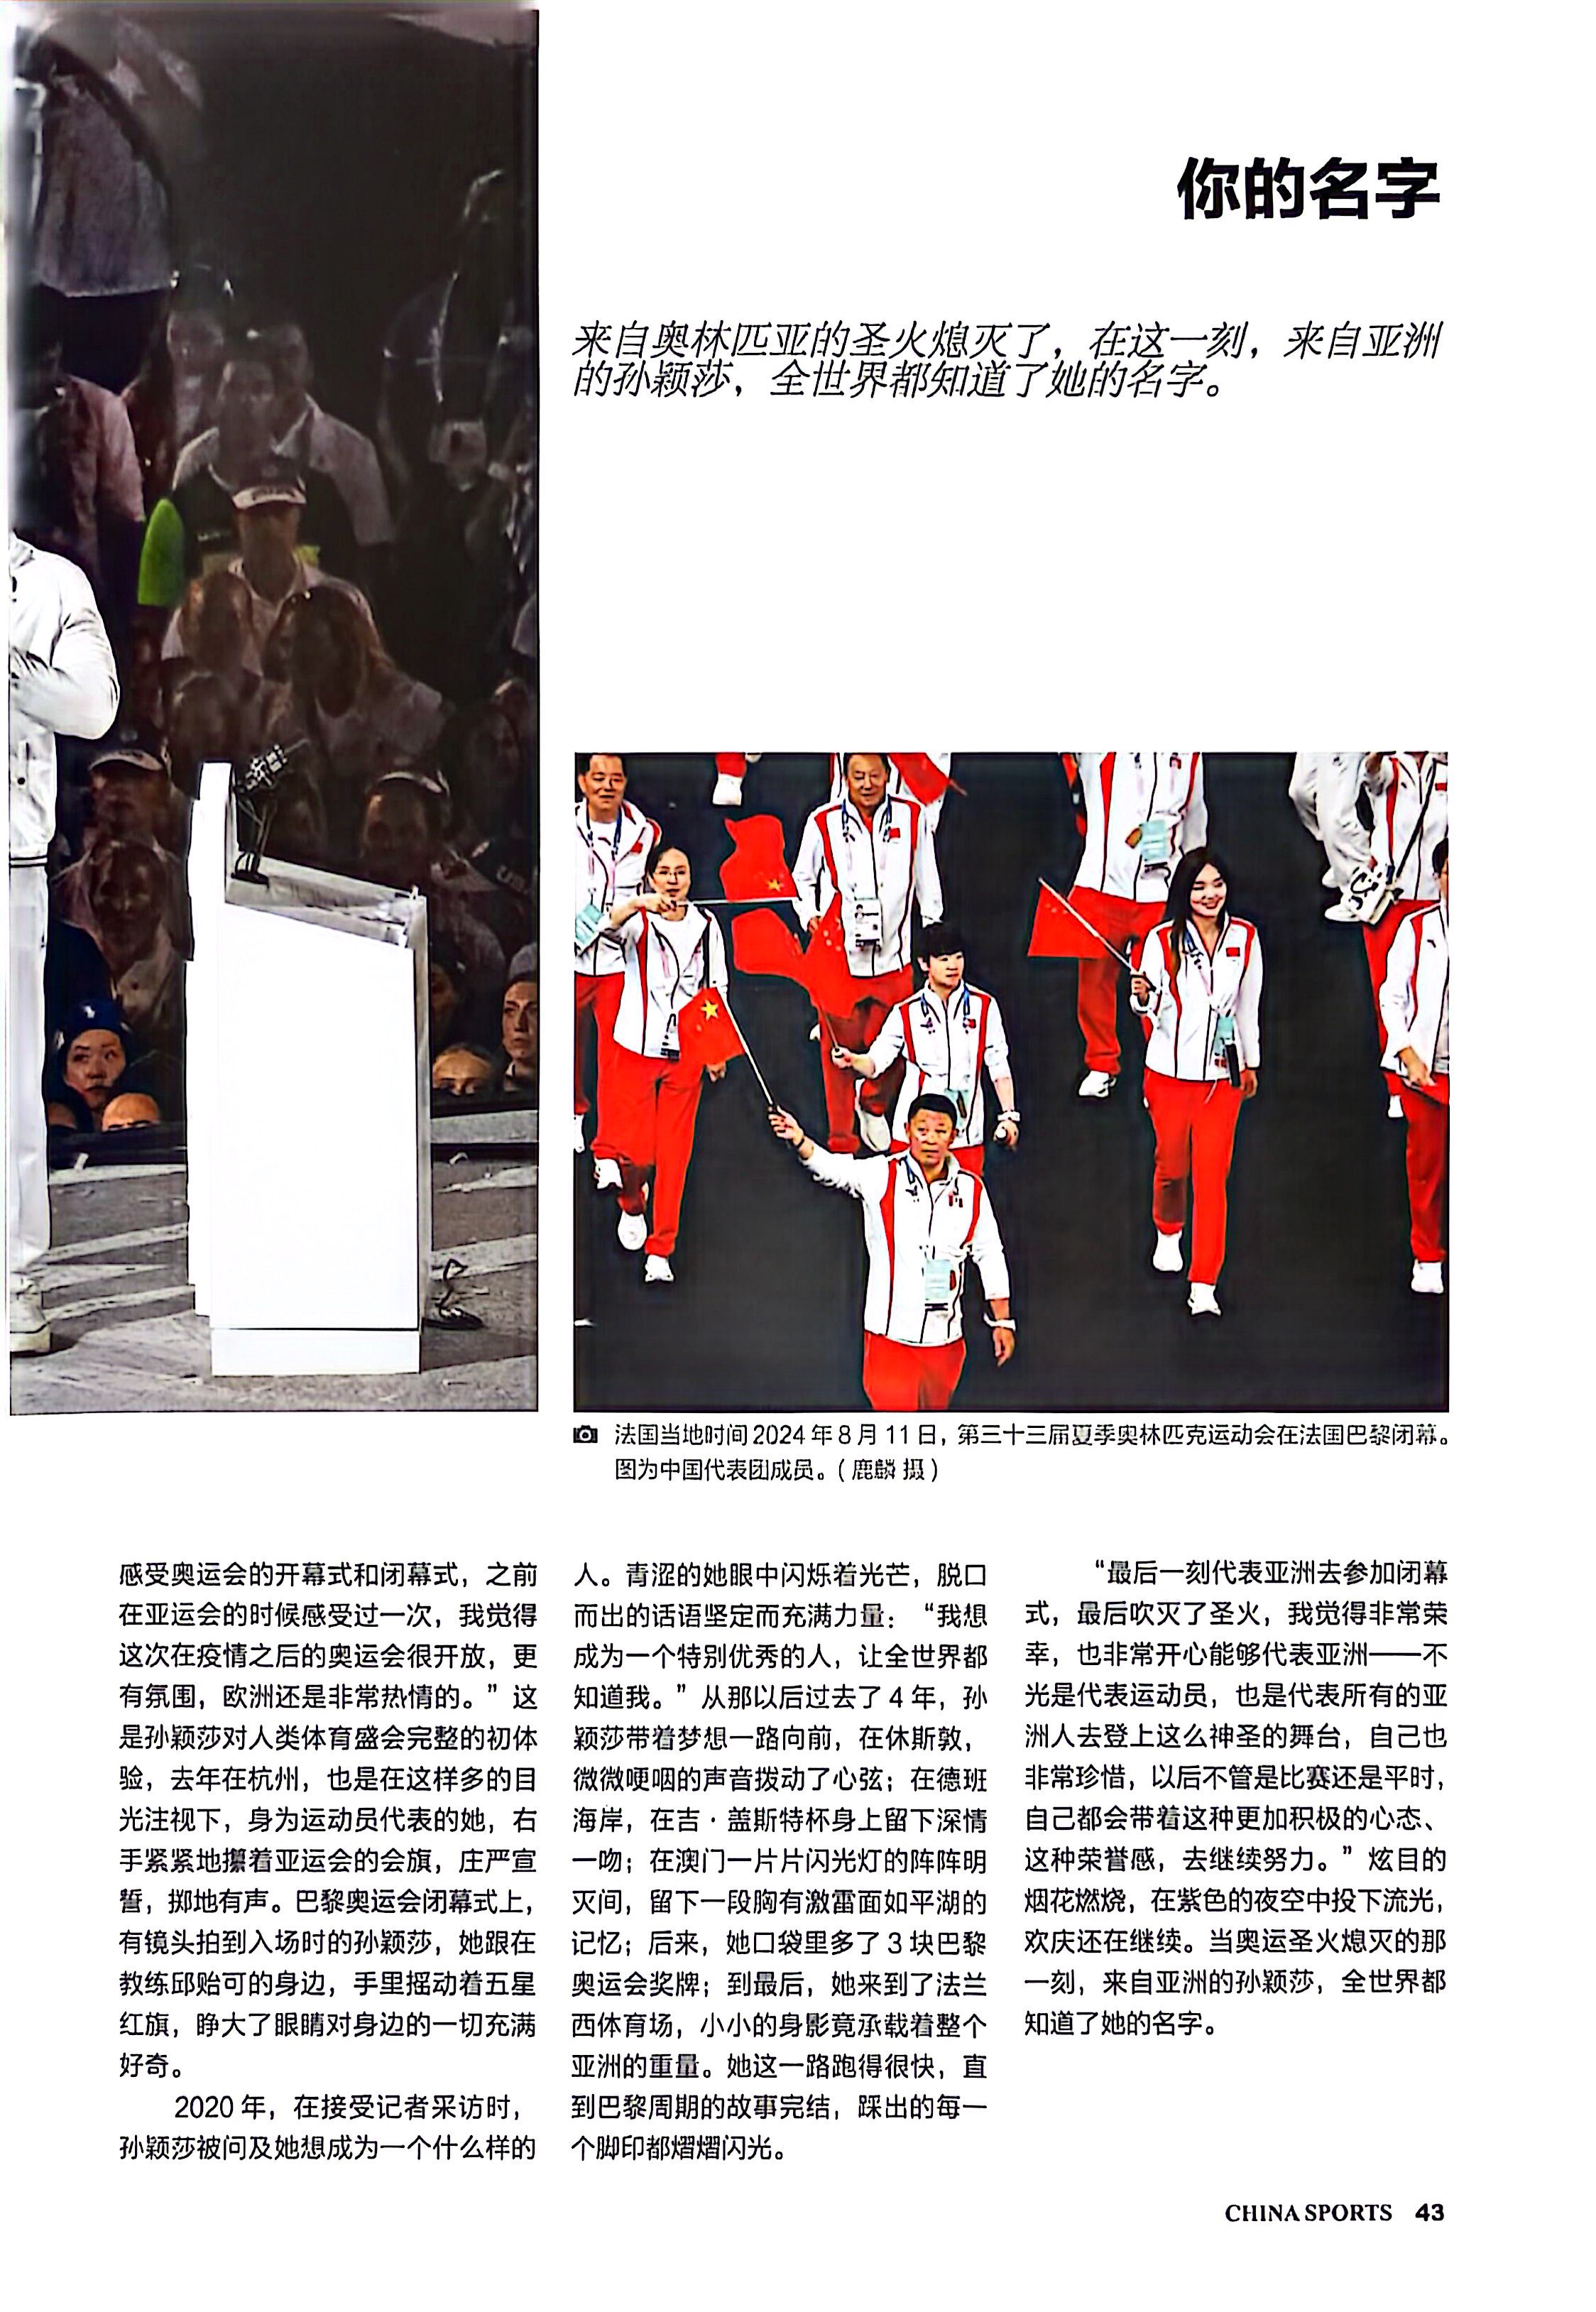 你的名字
来自奥林匹亚的圣火熄灭了，在这一刻，来自亚洲
的孙颖莎，全世界都知道了她的名字。
法国当地时间2024年8月11日，第三十三届夏季奥林匹克运动会在法国巴黎闭幕。
图为中国代表团成员。（鹿麟 摄）
感受奥运会的开幕式和闭幕式，之前
在亚运会的时候感受过一次，我觉得
这次在疫情之后的奥运会很开放，更
有氛围，欧洲还是非常热情的。”这
是孙颖莎对人类体育盛会完整的初体
验，去年在杭州，也是在这样多的目
光注视下，身为运动员代表的她，右
手紧紧地攥着亚运会的会旗，庄严宣
誓，掷地有声。巴黎奥运会闭幕式上，
有镜头拍到入场时的孙颖莎，她跟在
教练邱贻可的身边，手里摇动着五星
红旗，睁大了眼睛对身边的一切充满
好奇。
2020年，在接受记者采访时，
孙颖莎被问及她想成为一个什么样的
人。青涩的她眼中闪烁着光芒，脱口
而出的话语坚定而充满力量：“我想
成为一个特别优秀的人，让全世界都
知道我。”从那以后过去了4年，孙
颖莎带着梦想一路向前，在休斯敦，
微微哽咽的声音拨动了心弦；在德班
海岸，在吉·盖斯特杯身上留下深情
一吻；在澳门一片片闪光灯的阵阵明
灭间，留下一段胸有激雷面如平湖的
记忆；后来，她口袋里多了3块巴黎
奥运会奖牌；到最后，她来到了法兰
西体育场，小小的身影竟承载着整个
亚洲的重量。她这一路跑得很快，直
到巴黎周期的故事完结，踩出的每一
个脚印都熠熠闪光。
“最后一刻代表亚洲去参加闭幕
式，最后吹灭了圣火，我觉得非常荣
幸，也非常开心能够代表亚洲——不
光是代表运动员，也是代表所有的亚
洲人去登上这么神圣的舞台，自己也
非常珍惜，以后不管是比赛还是平时，
自己都会带着这种更加积极的心态、
这种荣誉感，去继续努力。”炫目的
烟花燃烧，在紫色的夜空中投下流光，
欢庆还在继续。当奥运圣火熄灭的那
一刻，来自亚洲的孙颖莎，全世界都
知道了她的名字。
CHINA SPORTS 43